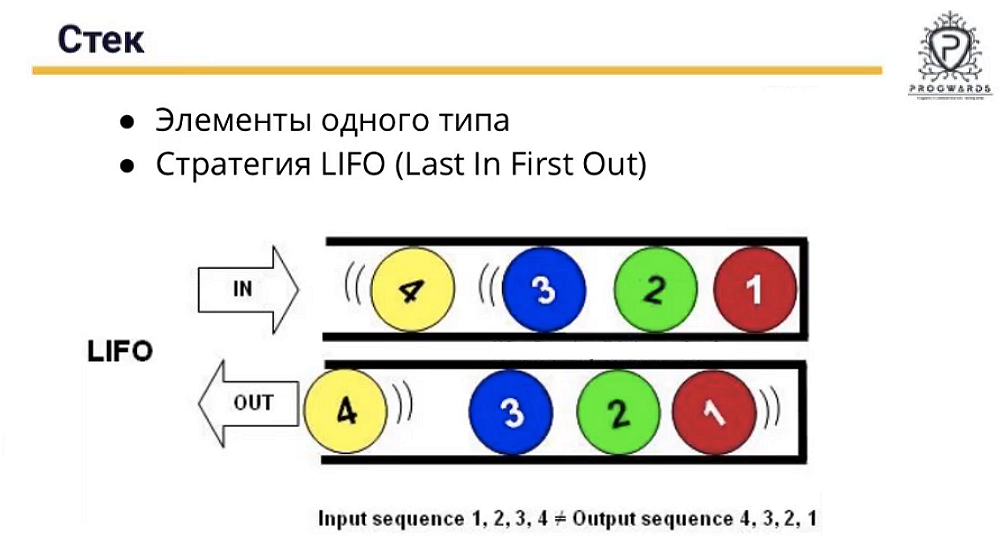 Стек
PROGWARDS
Элементы одного типа
Стратегия LIFO (Last In First Out)
IN
4 3 2 1
LIFO
OUT
4 3 2 1
Input sequence 1, 2, 3, 4 ≠ Output sequence 4, 3, 2, 1